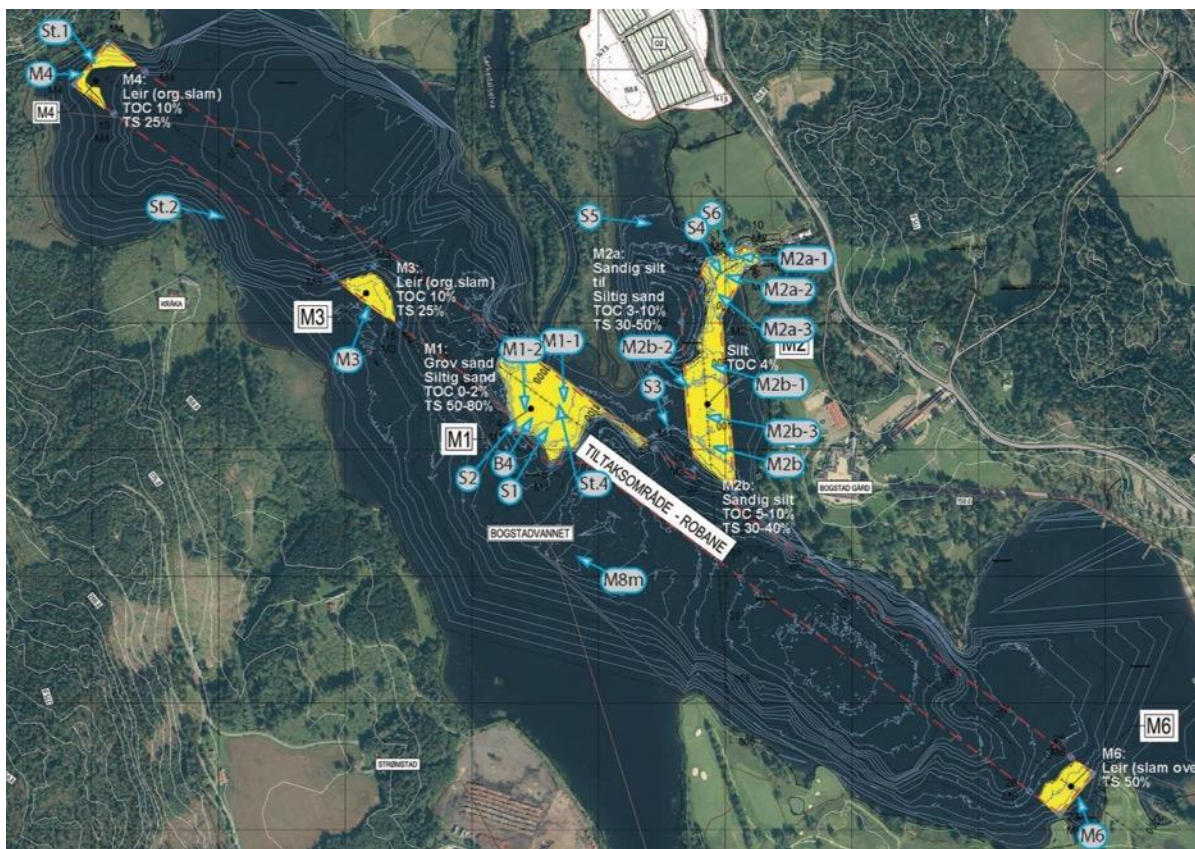 St.1
M4
M4
M4:
Leir (org.slam)
TOC 10%
TS 25%
St.2
KRÅKA
M3
M3
M3:
Leir (org.slam)
TOC 10%
TS 25%
D2
S5
S4
S6
M2a:
Sandig silt
til
Siltig sand
TOC 3-10%
TS 30-50%
M2a-1
M2a-2
M2a-3
M2
M2b-2
Silt
TOC 4%
M2b-1
S3
M2b-3
M2b
M1-2
M1-1
M1:
Grov sand
Siltig sand
TOC 0-2%
TS 50-80%
M1
S2
B4
S1
St.4
TILTAKSOMRÅDE - ROBANE
BOGSTAD GÅRD
M2b:
Sandig silt
TOC 5-10%
TS 30-40%
BOGSTADVANNET
M8m
STRØMSTAD
M6
M6:
Leir (slam ove
TS 50%
M6